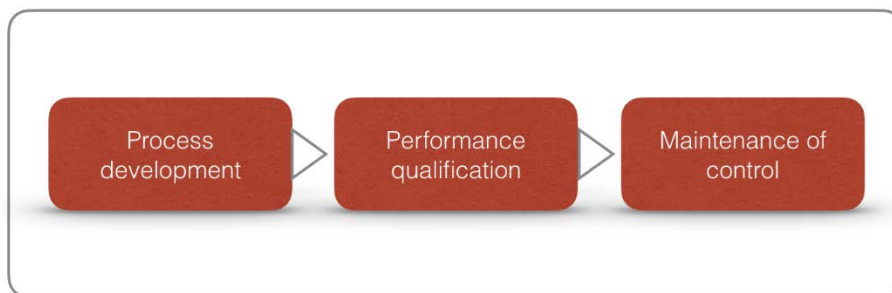 Process
development
Performance
qualification
Maintenance of
control